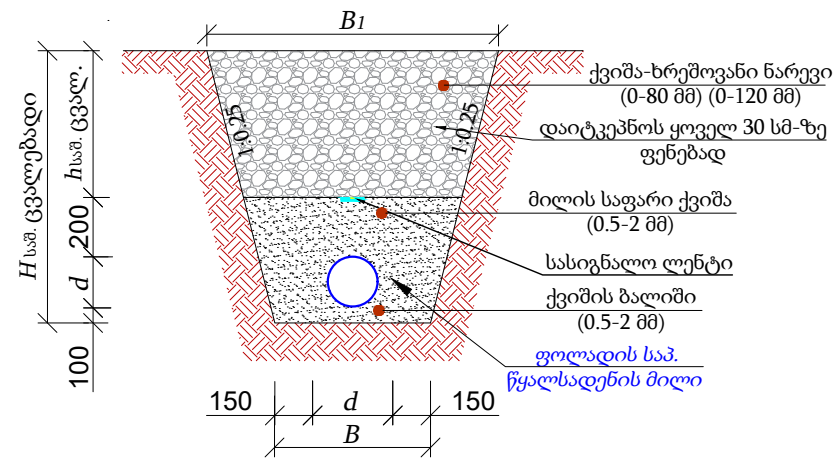 B1
ქვიშა-ხრეშოვანი ნარევი
(0-80 მმ) (0-120 მმ)
დაიტკეპნოს ყოველ 30 სმ-ზე
ფენებად
1:0.25
1:0.25
H საშ. ცვალებადი
h საშ. ცვალ.
200
d
100
მილის საფარი ქვიშა
(0.5-2 მმ)
სასიგნალო ლენტი
ქვიშის ბალიში
(0.5-2 მმ)
ფოლადის საპ.
წყალსადენის მილი
150 d 150
B